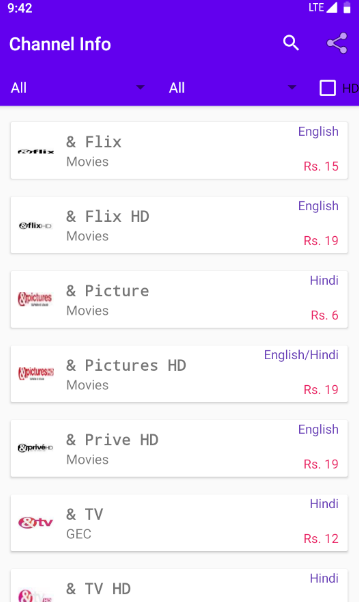 9:42 LTE
Channel Info
All All HD
&flix & Flix English
Movies Rs. 15
&flix HD & Flix HD English
Movies Rs. 19
&pictures & Picture Hindi
Movies Rs. 6
&pictures HD & Pictures HD English/Hindi
Movies Rs. 19
&privé HD & Prive HD English
Movies Rs. 19
&tv & TV Hindi
GEC Rs. 12
&tv & TV HD Hindi